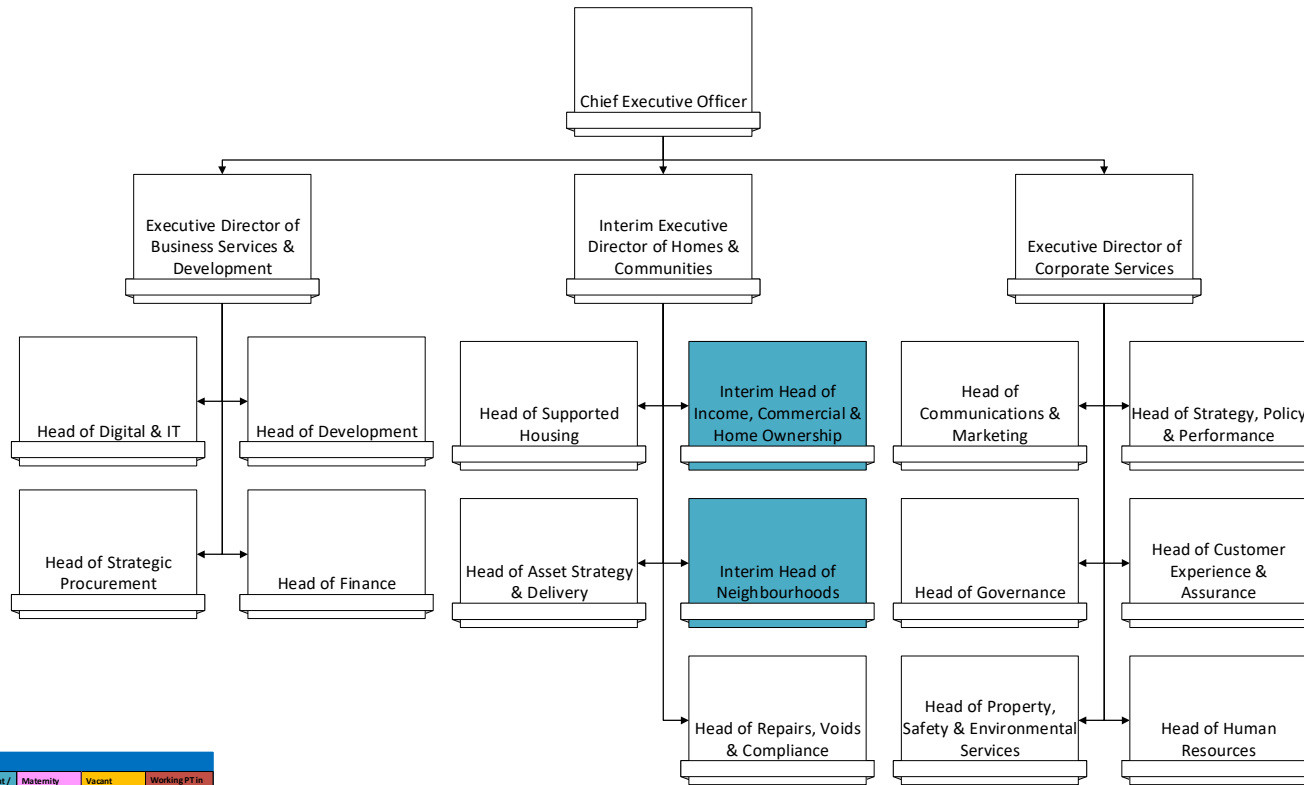 Chief Executive Officer
Executive Director of
Business Services &
Development
Interim Executive
Director of Homes &
Communities
Executive Director of
Corporate Services
Head of Digital & IT
Head of Development
Head of Supported
Housing
Interim Head of
Income, Commercial &
Home Ownership
Head of
Communications &
Marketing
Head of Strategy, Policy
& Performance
Head of Strategic
Procurement
Head of Finance
Head of Asset Strategy
& Delivery
Interim Head of
Neighbourhoods
Head of Governance
Head of Customer
Experience &
Assurance
Head of Repairs, Voids
& Compliance
Head of Property,
Safety & Environmental
Services
Head of Human
Resources
Maternity
Vacant
Working PT in